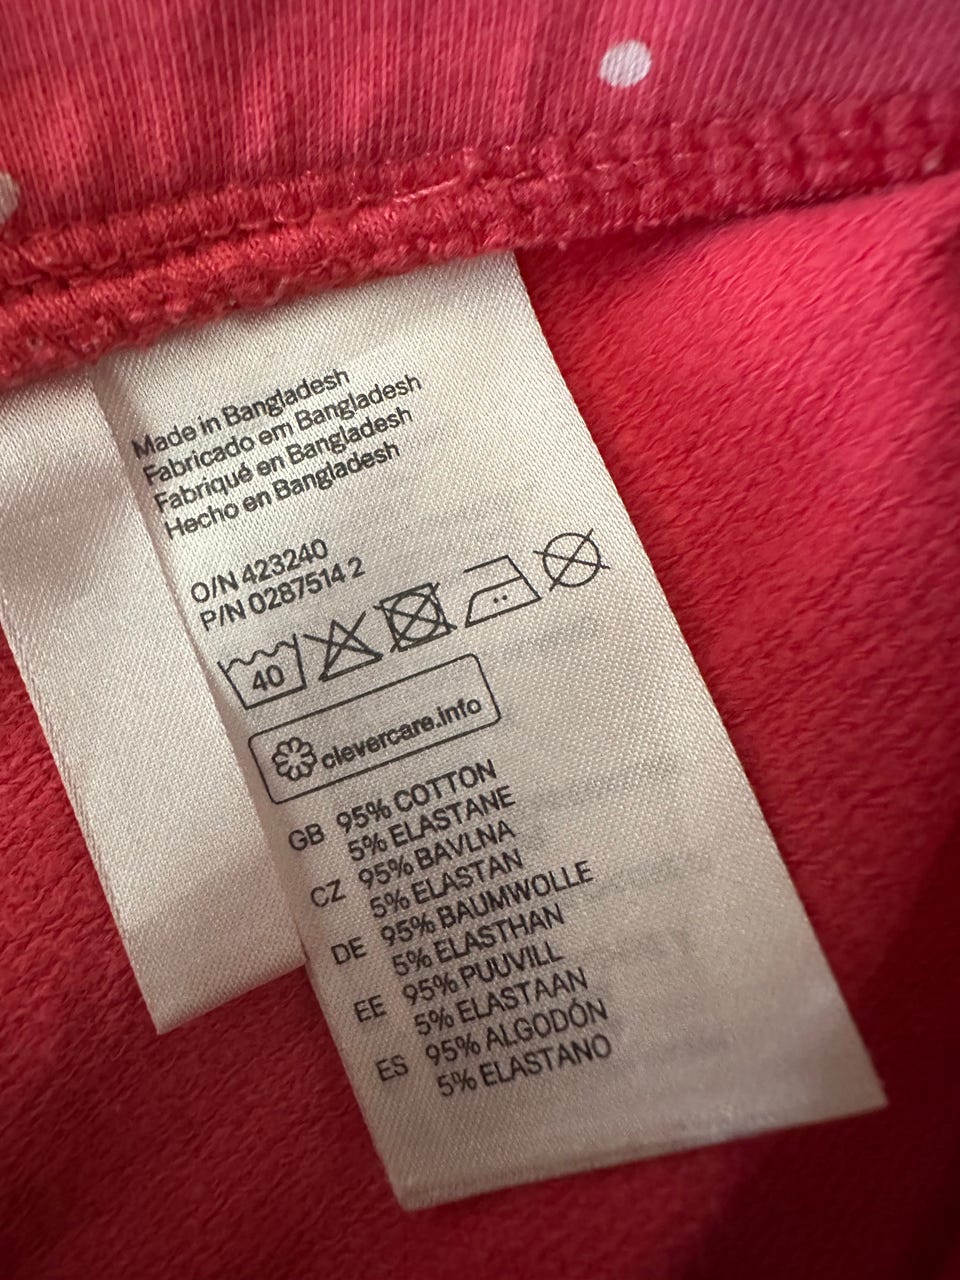 Made in Bangladesh
Fabricado em Bangladesh
Fabriqué en Bangladesh
Hecho en Bangladesh
O/N 423240
P/N 0287514 2
40
clevercare.info
GB 95% COTTON
5% ELASTANE
CZ 95% BAVLNA
5% ELASTAN
DE 95% BAUMWOLLE
5% ELASTHAN
EE 95% PUUVILL
5% ELASTAAN
ES 95% ALGODÓN
5% ELASTANO